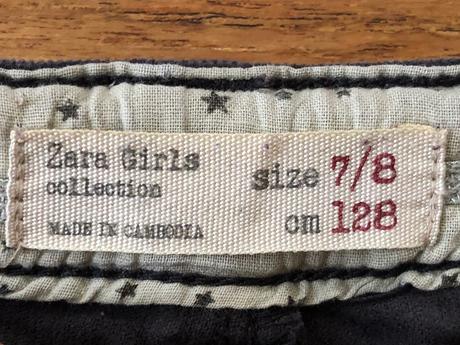 Zara Girls
collection
MADE IN CAMBODIA
size 7/8
cm 128